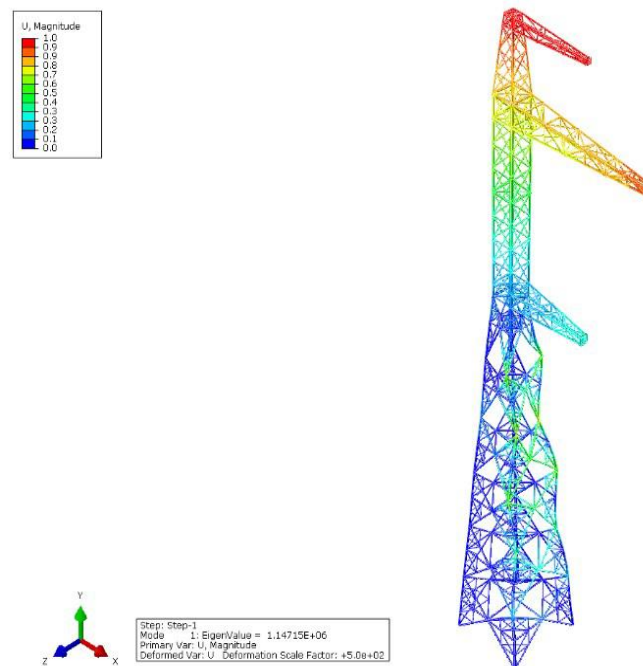 U, Magnitude
1.0
0.9
0.9
0.8
0.7
0.6
0.5
0.4
0.3
0.3
0.2
0.1
0.0
Y
Z
X
Step: Step-1
Mode 1: EigenValue = 1.14715E+06
Primary Var: U, Magnitude
Deformed Var: U Deformation Scale Factor: +5.0e+02